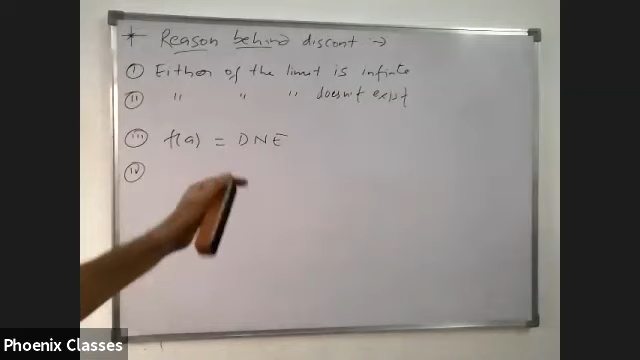 * Reason behind discont →
(i) Either of the limit is infinite
(ii) " " " doesn't exist
(iii) f(a) = DNE
(iv)
Phoenix Classes